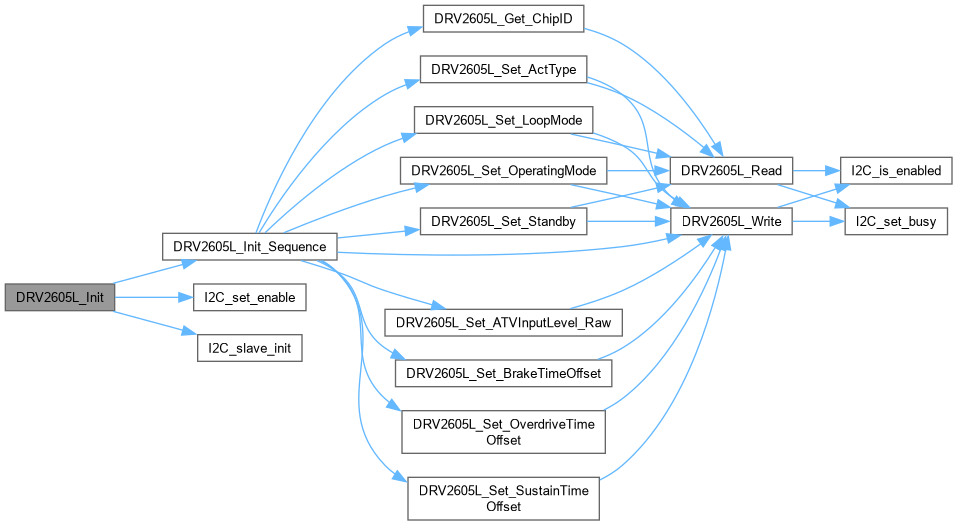 DRV2605L_Get_ChipID
DRV2605L_Set_ActType
DRV2605L_Set_LoopMode
DRV2605L_Set_OperatingMode
DRV2605L_Read
I2C_is_enabled
DRV2605L_Set_Standby
DRV2605L_Write
I2C_set_busy
DRV2605L_Init_Sequence
DRV2605L_Init
I2C_set_enable
DRV2605L_Set_ATVInputLevel_Raw
I2C_slave_init
DRV2605L_Set_BrakeTimeOffset
DRV2605L_Set_OverdriveTime
Offset
DRV2605L_Set_SustainTime
Offset